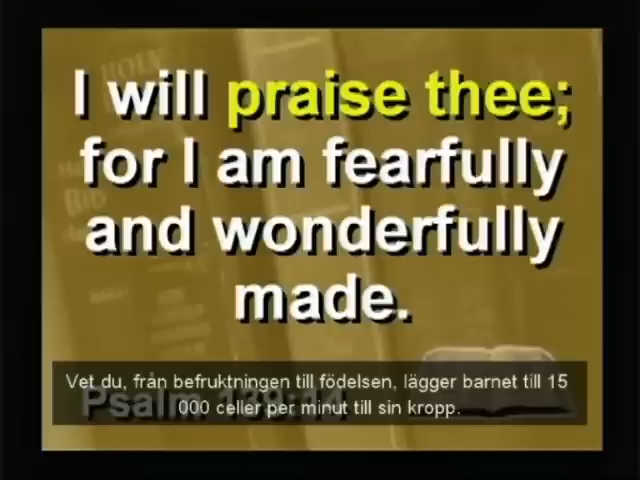 I will praise thee;
for I am fearfully
and wonderfully
made.
Vet du, från befruktningen till födelsen, lägger barnet till 15
000 celler per minut till sin kropp.
Psalm 139:14
HOLY